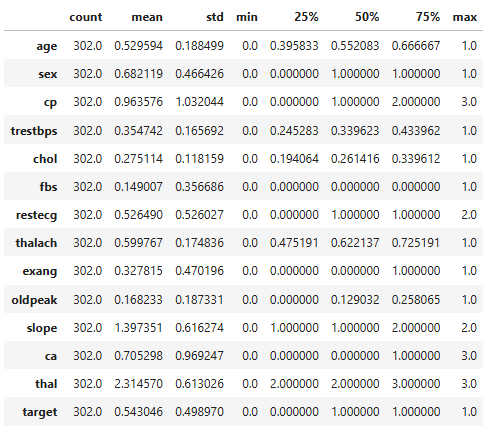 count mean std min 25% 50% 75% max
age 302.0 0.529594 0.188499 0.0 0.395833 0.552083 0.666667 1.0
sex 302.0 0.682119 0.466426 0.0 0.000000 1.000000 1.000000 1.0
cp 302.0 0.963576 1.032044 0.0 0.000000 1.000000 2.000000 3.0
trestbps 302.0 0.354742 0.165692 0.0 0.245283 0.339623 0.433962 1.0
chol 302.0 0.275114 0.118159 0.0 0.194064 0.261416 0.339612 1.0
fbs 302.0 0.149007 0.356686 0.0 0.000000 0.000000 0.000000 1.0
restecg 302.0 0.526490 0.526027 0.0 0.000000 1.000000 1.000000 2.0
thalach 302.0 0.599767 0.174836 0.0 0.475191 0.622137 0.725191 1.0
exang 302.0 0.327815 0.470196 0.0 0.000000 0.000000 1.000000 1.0
oldpeak 302.0 0.168233 0.187331 0.0 0.000000 0.129032 0.258065 1.0
slope 302.0 1.397351 0.616274 0.0 1.000000 1.000000 2.000000 2.0
ca 302.0 0.705298 0.969247 0.0 0.000000 0.000000 1.000000 3.0
thal 302.0 2.314570 0.613026 0.0 2.000000 2.000000 3.000000 3.0
target 302.0 0.543046 0.498970 0.0 0.000000 1.000000 1.000000 1.0